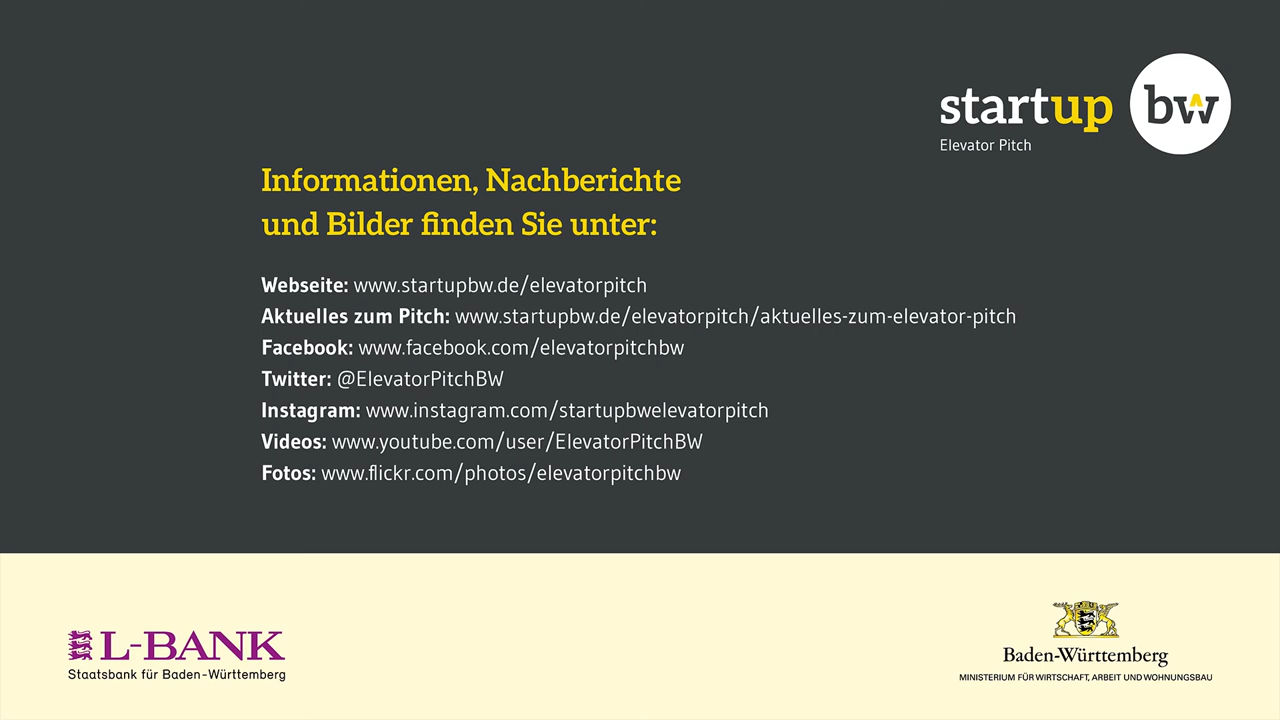 startup bw
Elevator Pitch
Informationen, Nachberichte
und Bilder finden Sie unter:
Webseite: www.startupbw.de/elevatorpitch
Aktuelles zum Pitch: www.startupbw.de/elevatorpitch/aktuelles-zum-elevator-pitch
Facebook: www.facebook.com/elevatorpitchbw
Twitter: @ElevatorPitchBW
Instagram: www.instagram.com/startupbwelevatorpitch
Videos: www.youtube.com/user/ElevatorPitchBW
Fotos: www.flickr.com/photos/elevatorpitchbw
L-BANK
Staatsbank für Baden-Württemberg
Baden-Württemberg
MINISTERIUM FÜR WIRTSCHAFT, ARBEIT UND WOHNUNGSBAU